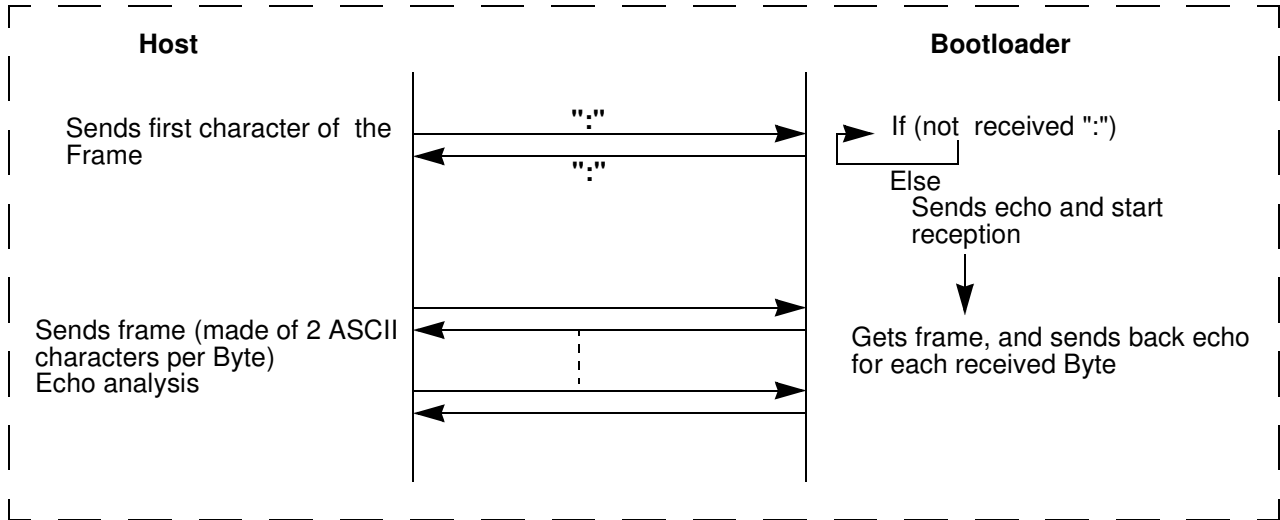 Host
Bootloader
Sends first character of the
Frame
":"
":"
If (not received ":")
Else
Sends echo and start
reception
Sends frame (made of 2 ASCII
characters per Byte)
Echo analysis
Gets frame, and sends back echo
for each received Byte